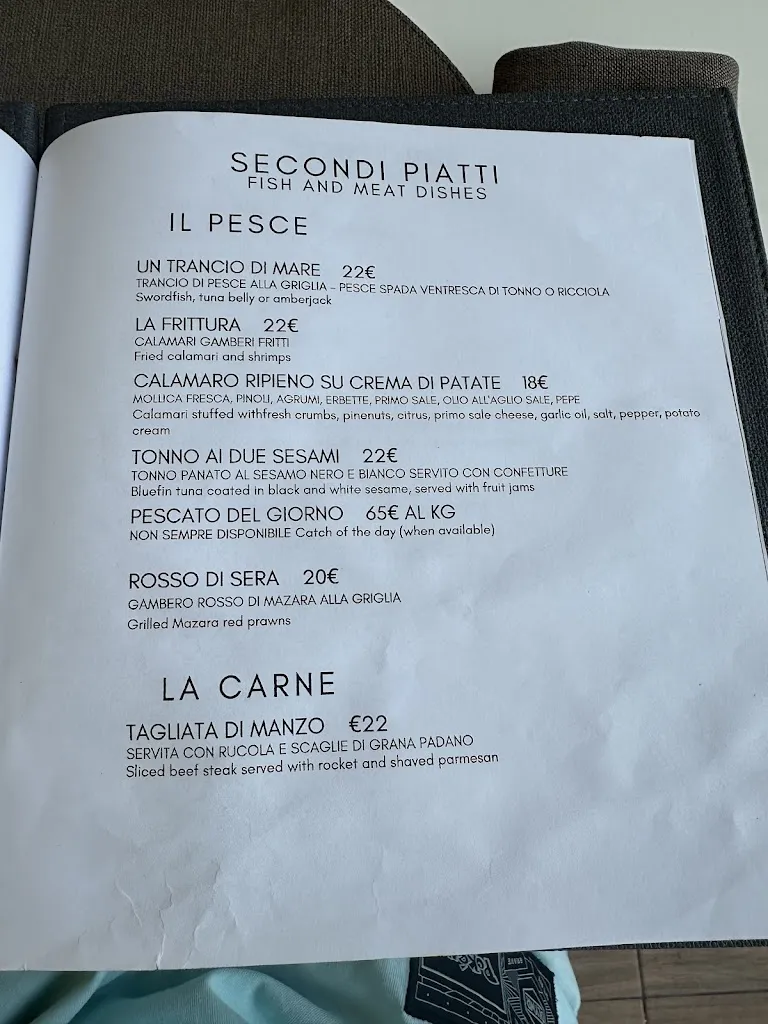 SECONDI PIATTI
FISH AND MEAT DISHES
IL PESCE
UN TRANCIO DI MARE 22€
TRANCIO DI PESCE ALLA GRIGLIA – PESCE SPADA VENTRESCA DI TONNO O RICCIOLA
Swordfish, tuna belly or amberjack
LA FRITTURA 22€
CALAMARI GAMBERI FRITTI
Fried calamari and shrimps
CALAMARO RIPIENO SU CREMA DI PATATE 18€
MOLLICA FRESCA, PINOLI, AGRUMI, ERBETTE, PRIMO SALE, OLIO ALL'AGLIO SALE, PEPE
Calamari stuffed withfresh crumbs, pinenuts, citrus, primo sale cheese, garlic oil, salt, pepper, potato
cream
TONNO AI DUE SESAMI 22€
TONNO PANATO AL SESAMO NERO E BIANCO SERVITO CON CONFETTURE
Bluefin tuna coated in black and white sesame, served with fruit jams
PESCATO DEL GIORNO 65€ AL KG
NON SEMPRE DISPONIBILE Catch of the day (when available)
ROSSO DI SERA 20€
GAMBERO ROSSO DI MAZARA ALLA GRIGLIA
Grilled Mazara red prawns
LA CARNE
TAGLIATA DI MANZO €22
SERVITA CON RUCOLA E SCAGLIE DI GRANA PADANO
Sliced beef steak served with rocket and shaved parmesan